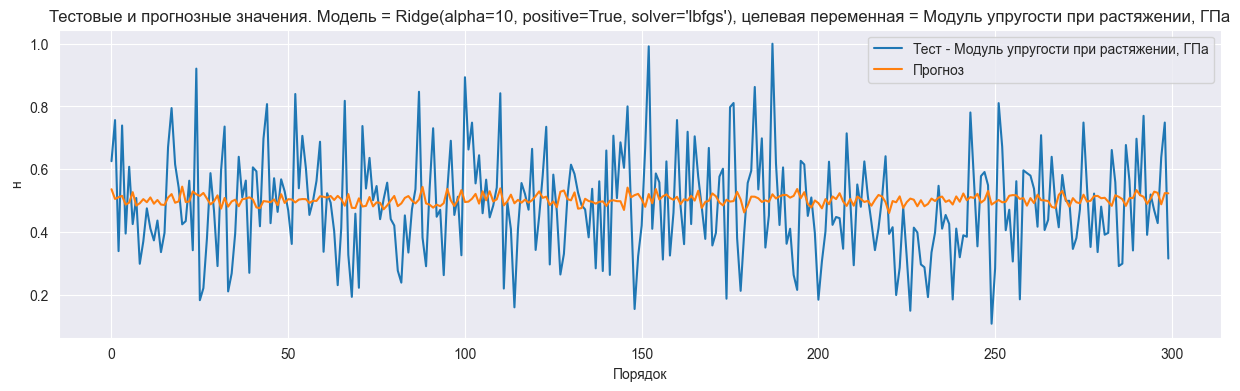 Тестовые и прогнозные значения. Модель = Ridge(alpha=10, positive=True, solver='lbfgs'), целевая переменная = Модуль упругости при растяжении, ГПа
Тест - Модуль упругости при растяжении, ГПа
Прогноз
1.0
0.8
0.6
0.4
0.2
н
0
50
100
150
200
250
300
Порядок